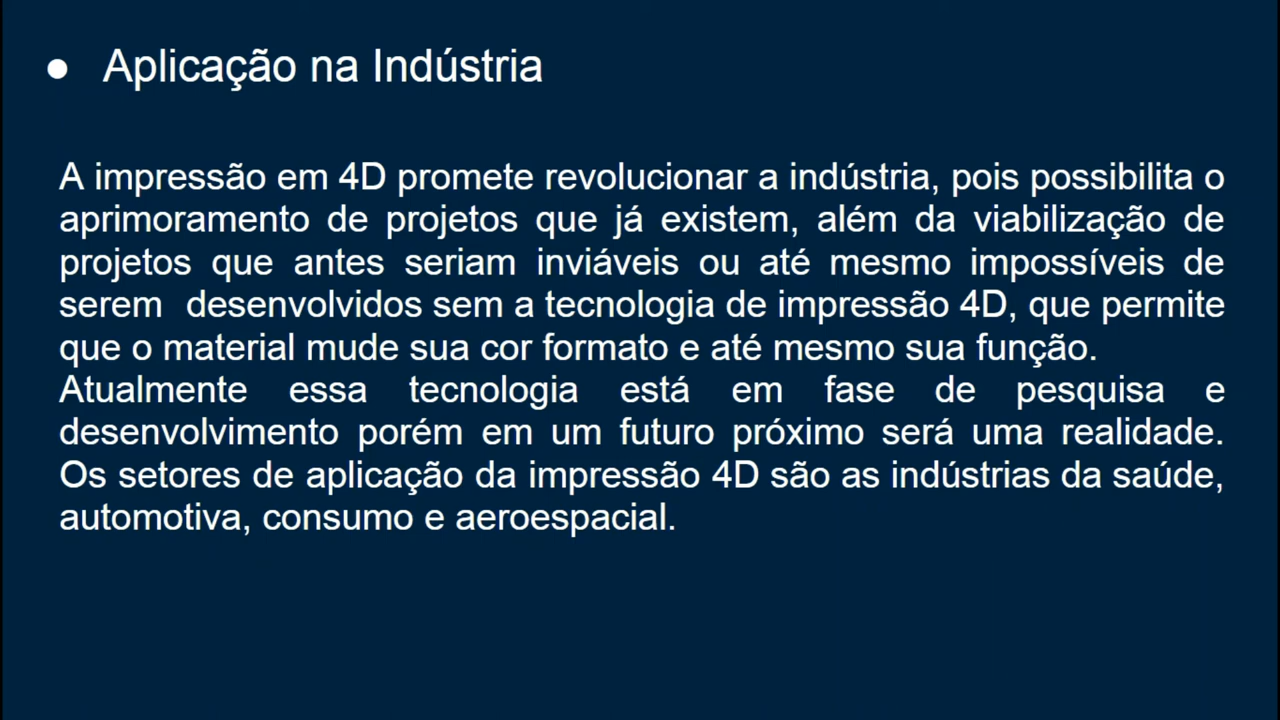 ● Aplicação na Indústria
A impressão em 4D promete revolucionar a indústria, pois possibilita o
aprimoramento de projetos que já existem, além da viabilização de
projetos que antes seriam inviáveis ou até mesmo impossíveis de
serem desenvolvidos sem a tecnologia de impressão 4D, que permite
que o material mude sua cor formato e até mesmo sua função.
Atualmente essa tecnologia está em fase de pesquisa e
desenvolvimento porém em um futuro próximo será uma realidade.
Os setores de aplicação da impressão 4D são as indústrias da saúde,
automotiva, consumo e aeroespacial.